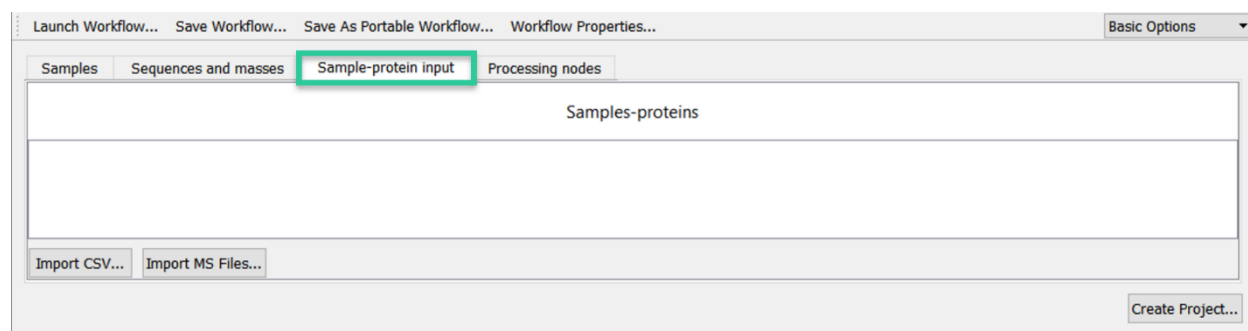 Launch Workflow... Save Workflow... Save As Portable Workflow... Workflow Properties... Basic Options
Samples Sequences and masses Sample-protein input Processing nodes
Samples-proteins
Import CSV... Import MS Files...
Create Project...